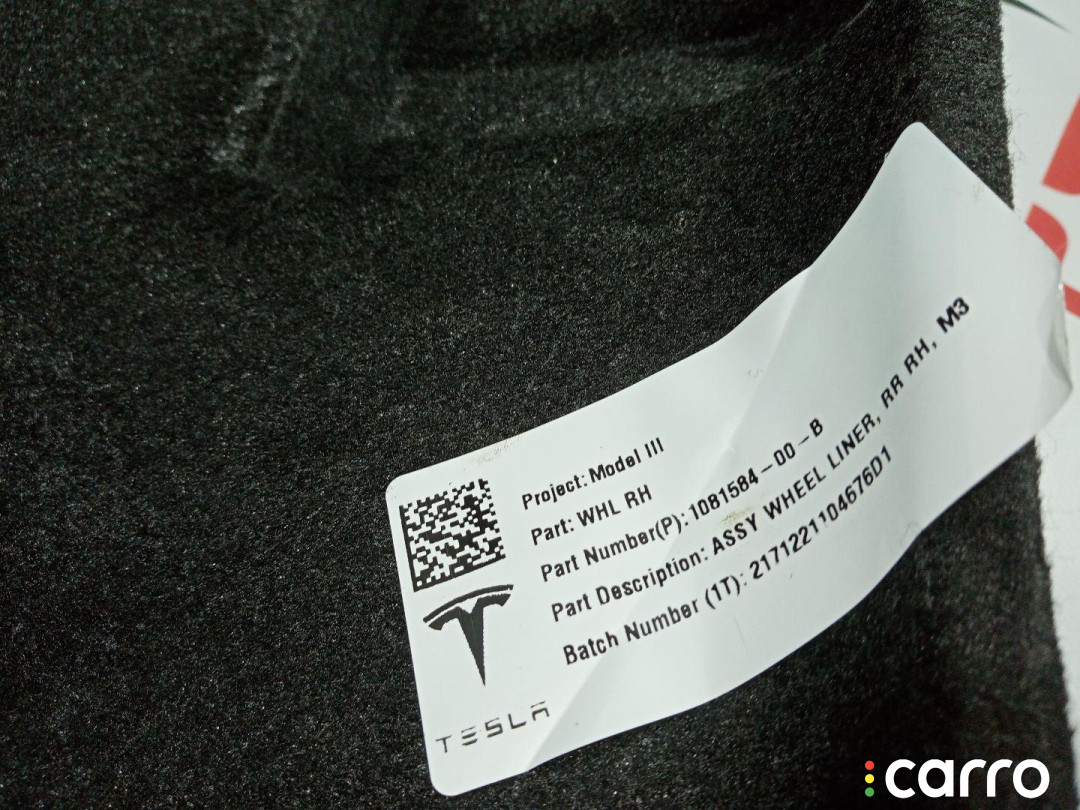 Project: Model III
Part: WHL RH
Part Number(P): 1081584-00-B
Part Description: ASSY WHEEL LINER, RR RH, M3
Batch Number (1T): 2171221104676D1
TESLA
carro